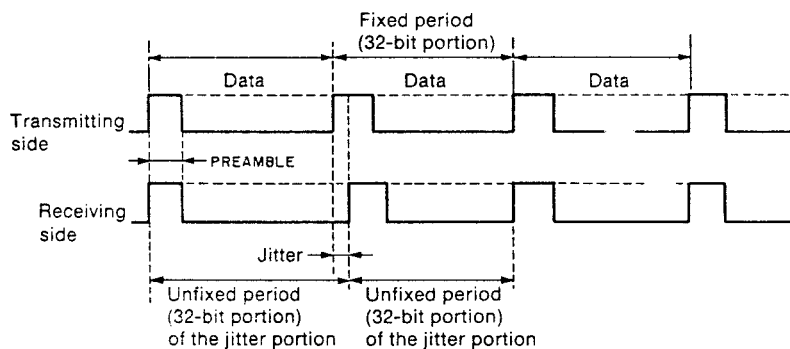 Fixed period
(32-bit portion)
Data
Data
Data
Transmitting
side
PREAMBLE
Receiving
side
Jitter
Unfixed period
(32-bit portion)
of the jitter portion
Unfixed period
(32-bit portion)
of the jitter portion